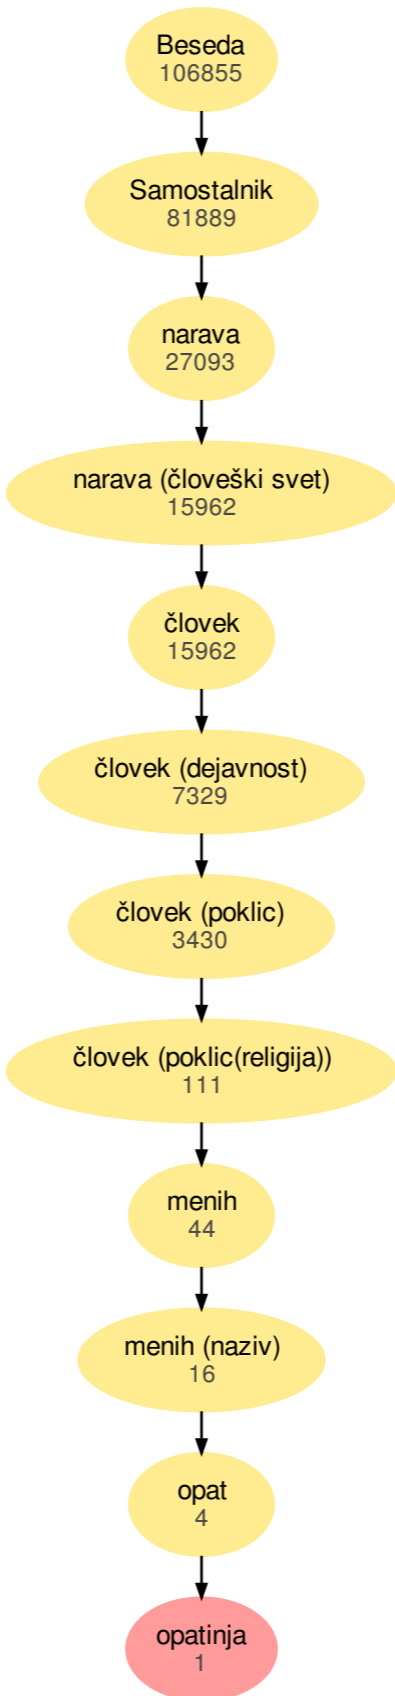 Beseda
106855
Samostalnik
81889
narava
27093
narava (človeški svet)
15962
človek
15962
človek (dejavnost)
7329
človek (poklic)
3430
človek (poklic(religija))
111
menih
44
menih (naziv)
16
opat
4
opatinja
1